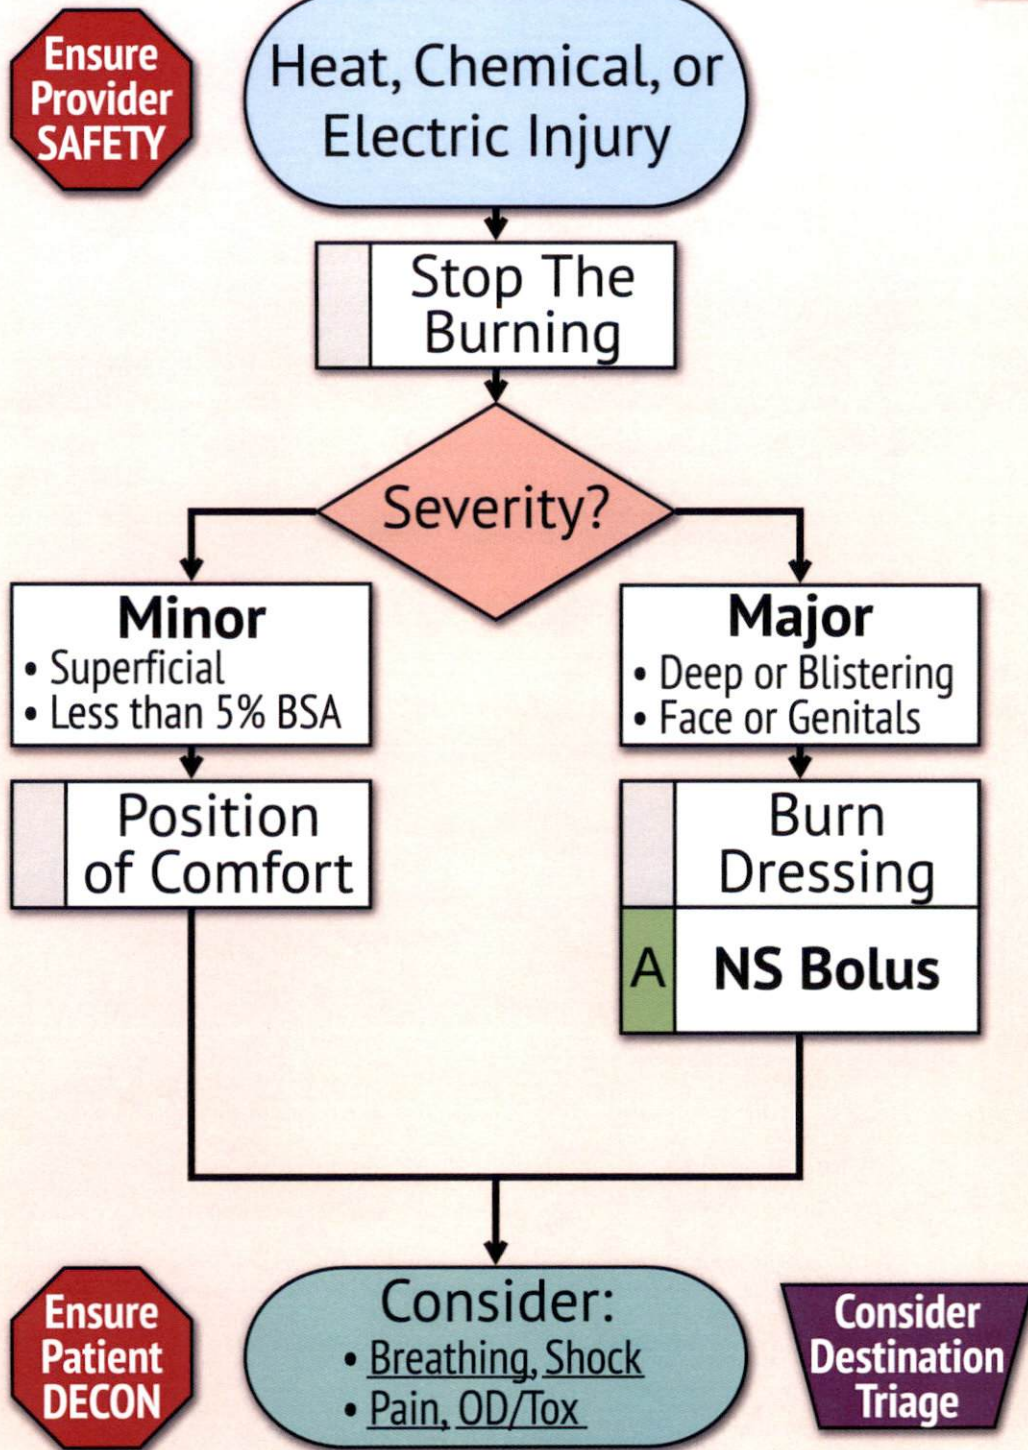 Ensure
Provider
SAFETY
Heat, Chemical, or
Electric Injury
Stop The
Burning
Severity?
Minor
• Superficial
• Less than 5% BSA
Major
• Deep or Blistering
• Face or Genitals
Position
of Comfort
Burn
Dressing
A NS Bolus
Ensure
Patient
DECON
Consider:
• Breathing, Shock
• Pain, OD/Tox
Consider
Destination
Triage